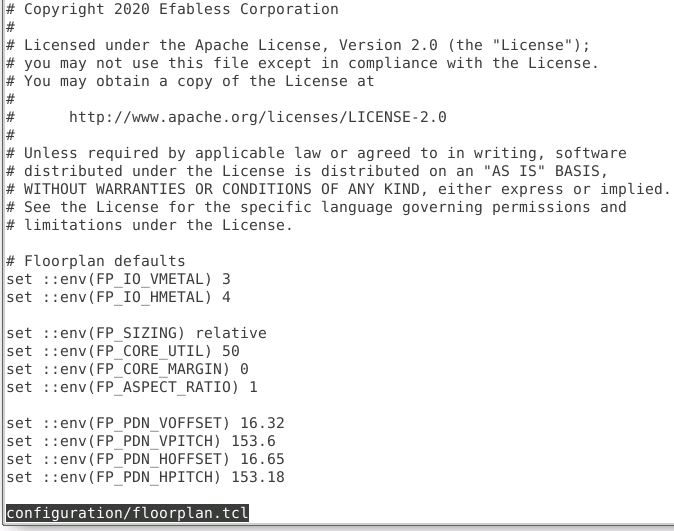 # Copyright 2020 Efabless Corporation
#
# Licensed under the Apache License, Version 2.0 (the "License");
# you may not use this file except in compliance with the License.
# You may obtain a copy of the License at
#
#      http://www.apache.org/licenses/LICENSE-2.0
#
# Unless required by applicable law or agreed to in writing, software
# distributed under the License is distributed on an "AS IS" BASIS,
# WITHOUT WARRANTIES OR CONDITIONS OF ANY KIND, either express or implied.
# See the License for the specific language governing permissions and
# limitations under the License.

# Floorplan defaults
set ::env(FP_IO_VMETAL) 3
set ::env(FP_IO_HMETAL) 4

set ::env(FP_SIZING) relative
set ::env(FP_CORE_UTIL) 50
set ::env(FP_CORE_MARGIN) 0
set ::env(FP_ASPECT_RATIO) 1

set ::env(FP_PDN_VOFFSET) 16.32
set ::env(FP_PDN_VPITCH) 153.6
set ::env(FP_PDN_HOFFSET) 16.65
set ::env(FP_PDN_HPITCH) 153.18

configuration/floorplan.tcl